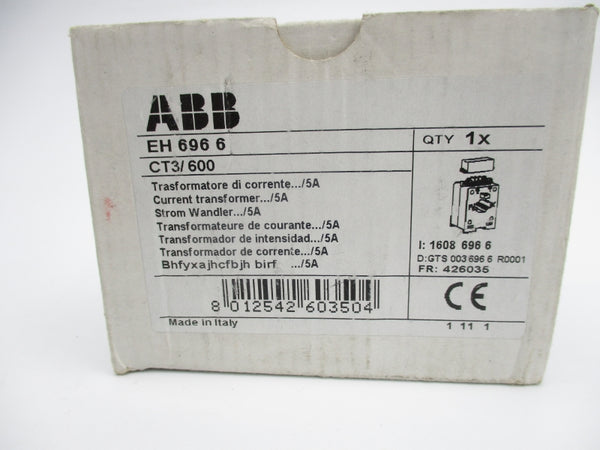 ABB
EH 696 6
QTY 1x
CT3/ 600
Trasformatore di corrente.../5A
Current transformer.../5A
Strom Wandler.../5A
Transformateure de courante.../5A
Transformador de intensidad.../5A
Transformador de corrente.../5A
Bhfyxajhcfbjh birf .../5A
I: 1608 696 6
D:GTS 003 696 6 R0001
FR: 426035
8 012542 603504
CE
Made in Italy
1 11 1